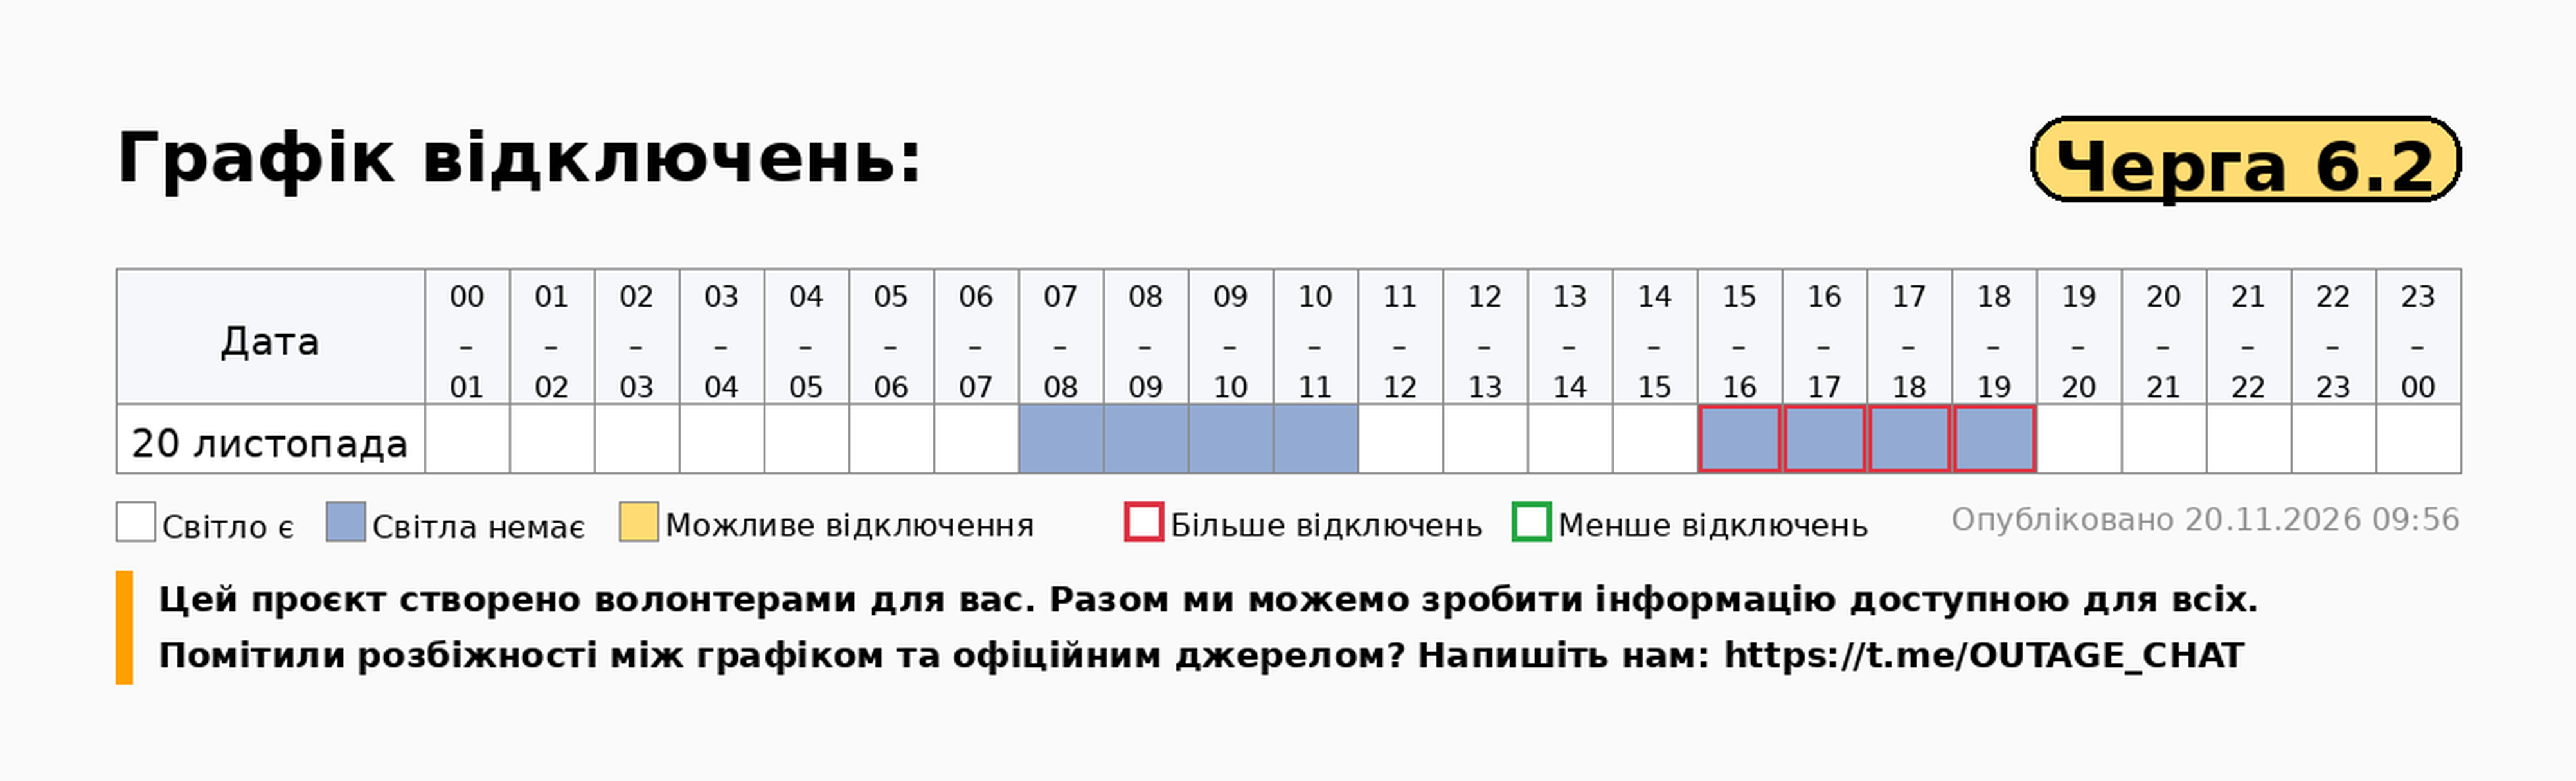 Графік відключень:
Черга 6.2
Дата
00 – 01
01 – 02
02 – 03
03 – 04
04 – 05
05 – 06
06 – 07
07 – 08
08 – 09
09 – 10
10 – 11
11 – 12
12 – 13
13 – 14
14 – 15
15 – 16
16 – 17
17 – 18
18 – 19
19 – 20
20 – 21
21 – 22
22 – 23
23 – 00
20 листопада
Світло є
Світла немає
Можливе відключення
Більше відключень
Менше відключень
Опубліковано 20.11.2026 09:56
Цей проєкт створено волонтерами для вас. Разом ми можемо зробити інформацію доступною для всіх.
Помітили розбіжності між графіком та офіційним джерелом? Напишіть нам: https://t.me/OUTAGE_CHAT